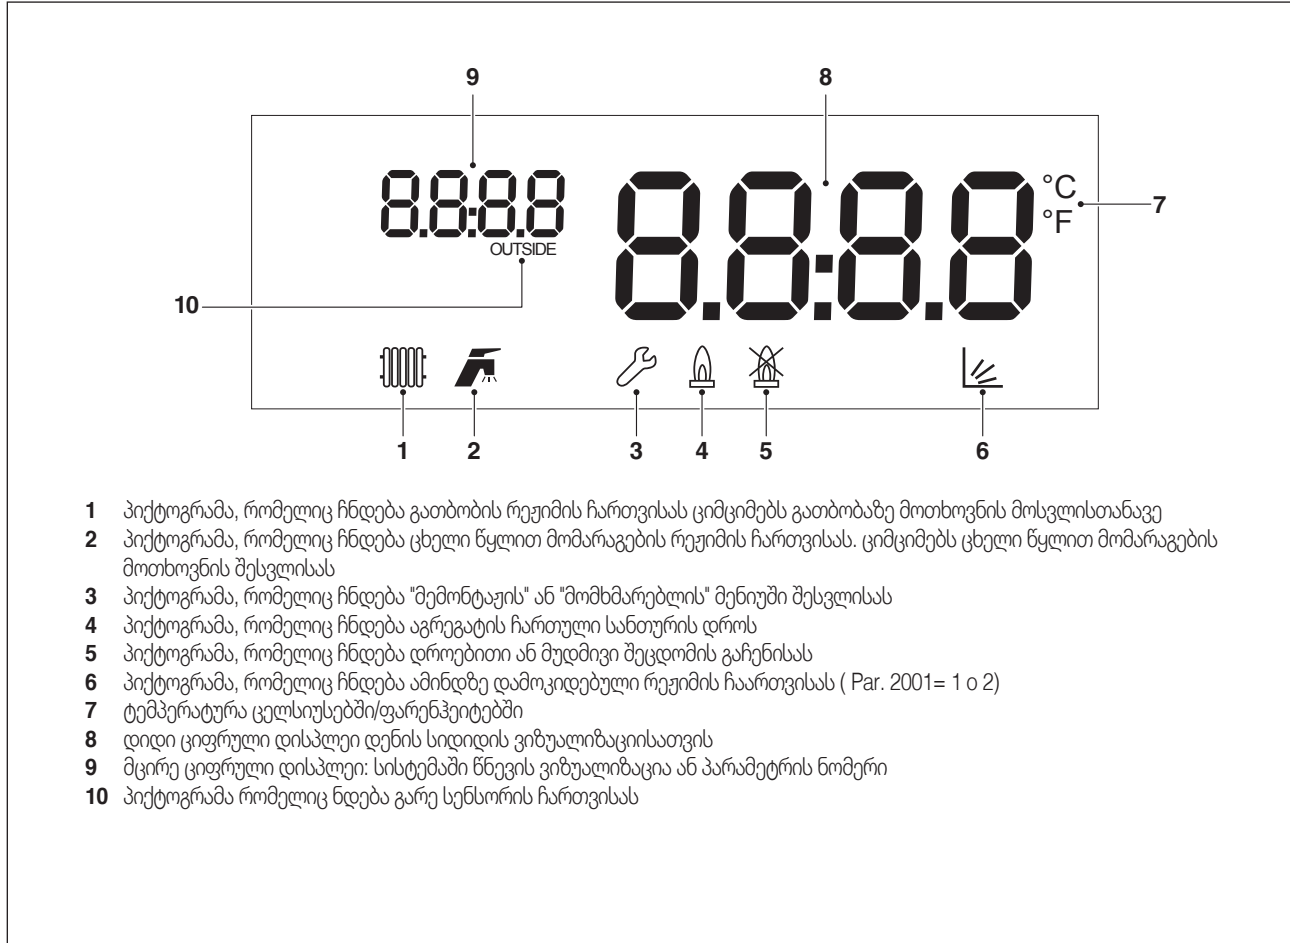 9
8
8.8:8.8
8.8:8.8
°C
°F
7
OUTSIDE
10
1
2
3
4
5
6
1 პიქტოგრამა, რომელიც ჩნდება გათბობის რეჟიმის ჩართვისას ციმციმებს გათბობაზე მოთხოვნის მოსვლისთანავე
2 პიქტოგრამა, რომელიც ჩნდება ცხელი წყლით მომარაგების რეჟიმის ჩართვისას. ციმციმებს ცხელი წყლით მომარაგების
მოთხოვნის შესვლისას
3 პიქტოგრამა, რომელიც ჩნდება "მემონტაჟის" ან "მომხმარებლის" მენიუში შესვლისას
4 პიქტოგრამა, რომელიც ჩნდება აგრეგატის ჩართული სანთურის დროს
5 პიქტოგრამა, რომელიც ჩნდება დროებითი ან მუდმივი შეცდომის გაჩენისას
6 პიქტოგრამა, რომელიც ჩნდება ამინდზე დამოკიდებული რეჟიმის ჩაართვისას ( Par. 2001= 1 o 2)
7 ტემპერატურა ცელსიუსებში/ფარენჰეიტებში
8 დიდი ციფრული დისპლეი დენის სიდიდის ვიზუალიზაციისათვის
9 მცირე ციფრული დისპლეი: სისტემაში წნევის ვიზუალიზაცია ან პარამეტრის ნომერი
10 პიქტოგრამა რომელიც ნდება გარე სენსორის ჩართვისას